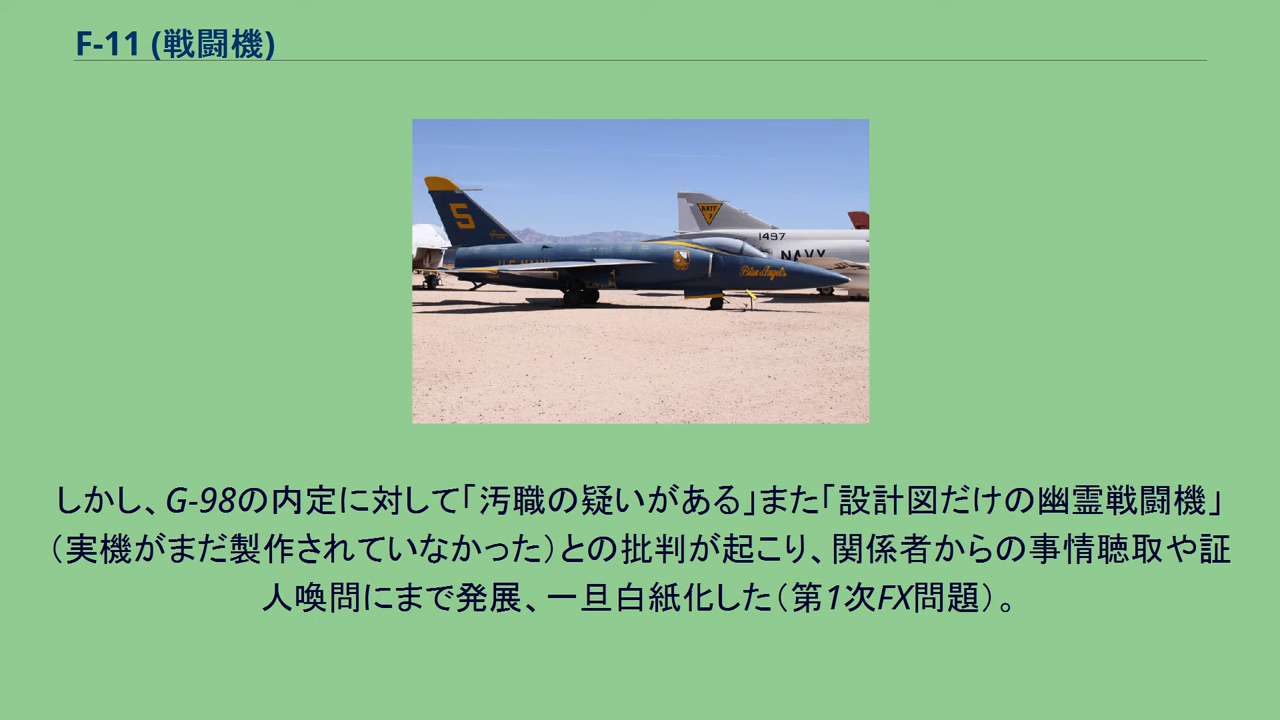 F-11 (戦闘機)
5
NATF
7
1497
NAVY
U.S. NAVY
Blue Angels
しかし、G-98の内定に対して「汚職の疑いがある」また「設計図だけの幽霊戦闘機」
（実機がまだ製作されていなかった）との批判が起こり、関係者からの事情聴取や証
人喚問にまで発展、一旦白紙化した（第1次FX問題）。